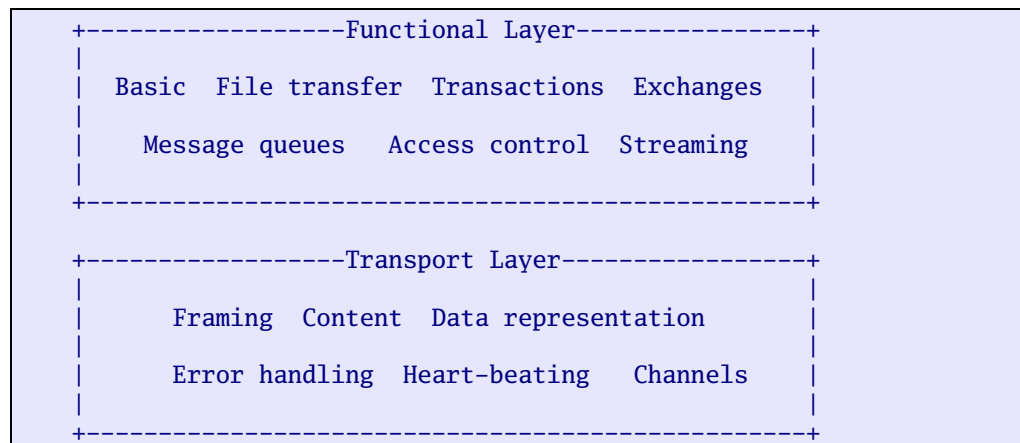 +------------------Functional Layer----------------+
|                                                  |
|  Basic  File transfer  Transactions  Exchanges   |
|                                                  |
|    Message queues   Access control  Streaming    |
|                                                  |
+--------------------------------------------------+
+------------------Transport Layer-----------------+
|                                                  |
|      Framing  Content  Data representation       |
|                                                  |
|      Error handling  Heart-beating   Channels    |
|                                                  |
+--------------------------------------------------+